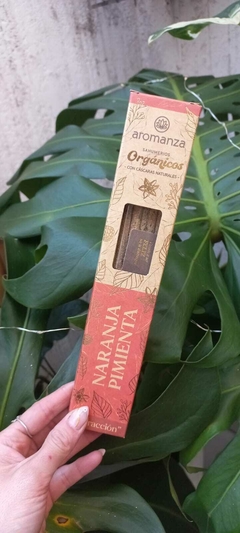 aromanza
SAHUMERIOS
Orgánicos
CON CÁSCARAS NATURALES
NARANJA
PIMIENTA
acción"